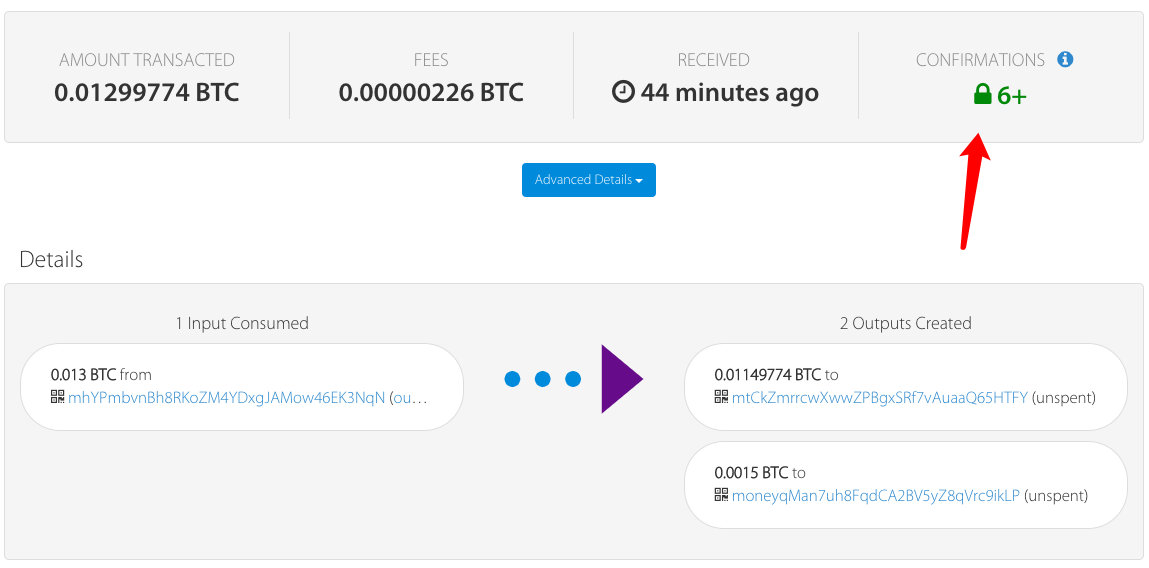 AMOUNT TRANSACTED
0.01299774 BTC
FEES
0.00000226 BTC
RECEIVED
44 minutes ago
CONFIRMATIONS
6+
Advanced Details
Details
1 Input Consumed
0.013 BTC from
mhYPmbvnBh8RKoZM4YDxgJAMow46EK3NqN (ou…
2 Outputs Created
0.01149774 BTC to
mtCkZmrrcwXwwZPBgxSRf7vAuaaQ65HTFY (unspent)
0.0015 BTC to
moneyqMan7uh8FqdCA2BV5yZ8qVrc9ikLP (unspent)